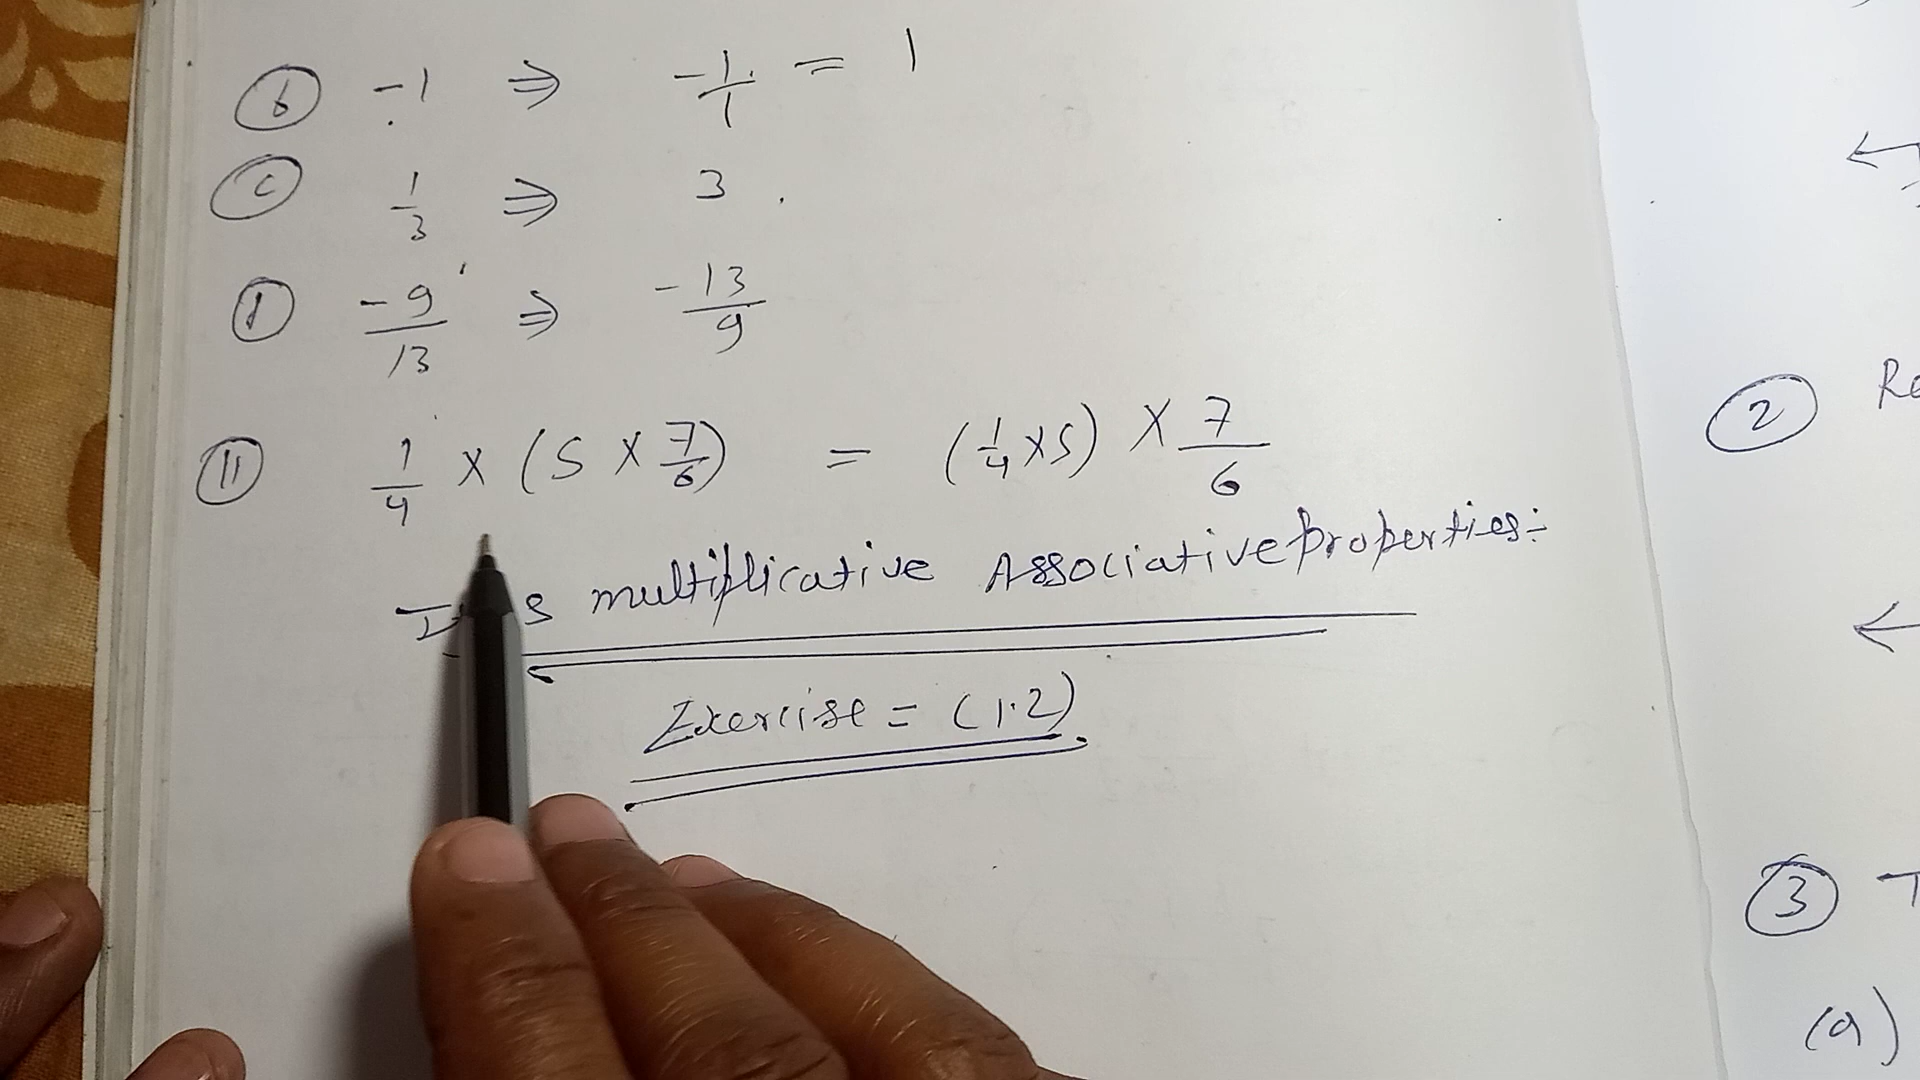 (b) -1 ⇒ -1/1 = 1
(c) 1/3 ⇒ 3.
(d) -9/13 ⇒ -13/9
(11) 1/4 × (5 × 7/6) = (1/4 × 5) × 7/6
multiplicative Associative properties:-
Exercise = (1.2)
(2)
(3)
(a)